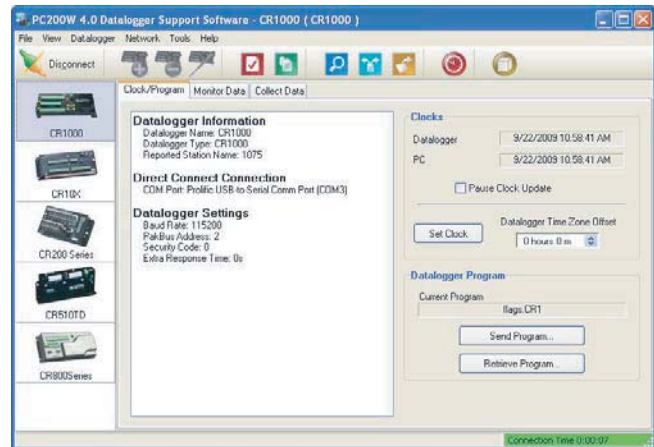 PC200W 4.0 Datalogger Support Software - CR1000 ( CR1000 )
File View Datalogger Network Tools Help
Disconnect
Clock/Program Monitor Data Collect Data
CR1000
CR10X
CR200 Series
CR510TD
CR800Series
Datalogger Information
Datalogger Name: CR1000
Datalogger Type: CR1000
Reported Station Name: 1075
Direct Connect Connection
COM Port: Prolific USB-to-Serial Comm Port (COM3)
Datalogger Settings
Baud Rate: 115200
PakBus Address: 2
Security Code: 0
Extra Response Time: 0s
Clocks
Datalogger 9/22/2009 10:58:41 AM
PC 9/22/2009 10:58:41 AM
Pause Clock Update
Set Clock
Datalogger Time Zone Offset
0 hours 0 m
Datalogger Program
Current Program
flags.CR1
Send Program...
Retrieve Program...
Connection Time 0:00:07